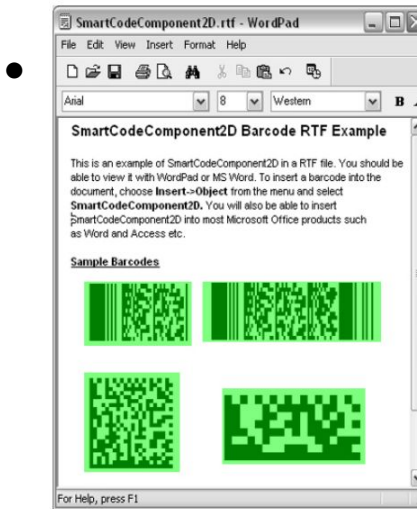 SmartCodeComponent2D.rtf - WordPad
File Edit View Insert Format Help
Arial 8 Western B
SmartCodeComponent2D Barcode RTF Example
This is an example of SmartCodeComponent2D in a RTF file. You should be
able to view it with WordPad or MS Word. To insert a barcode into the
document, choose Insert->Object from the menu and select
SmartCodeComponent2D. You will also be able to insert
SmartCodeComponent2D into most Microsoft Office products such
as Word and Access etc.
Sample Barcodes
For Help, press F1